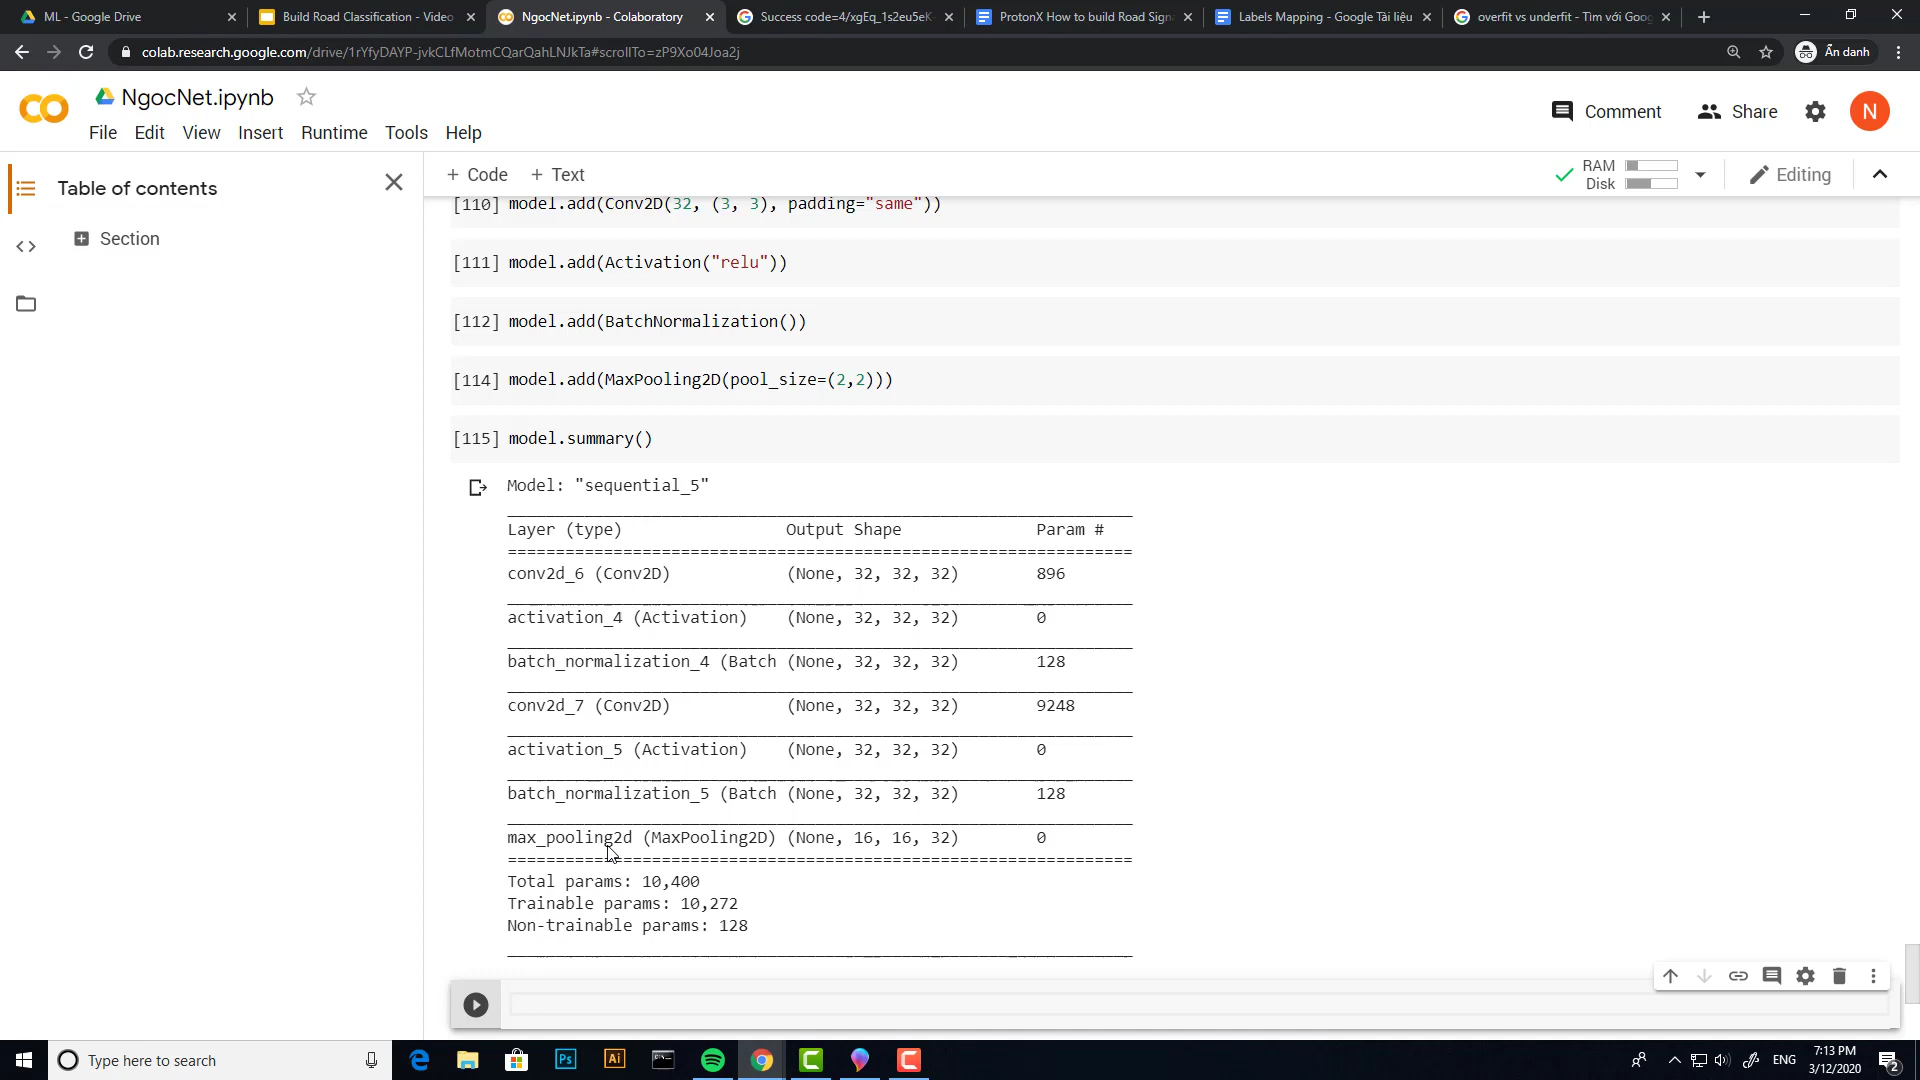 ML - Google Drive
Build Road Classification - Video
NgocNet.ipynb - Colaboratory
Success code=4/xgEq_1s2eu5eK
ProtonX How to build Road Sign
Labels Mapping - Google Tài liệu
overfit vs underfit - Tìm với Goog
colab.research.google.com/drive/1rYfyDAYP-jvkCLfMotmCQarQahLNJkTa#scrollTo=zP9Xo04Joa2j
Ẩn danh
NgocNet.ipynb
Comment
Share
N
File Edit View Insert Runtime Tools Help
Table of contents
+ Code + Text
RAM
Disk
Editing
Section
[110] model.add(Conv2D(32, (3, 3), padding="same"))
[111] model.add(Activation("relu"))
[112] model.add(BatchNormalization())
[114] model.add(MaxPooling2D(pool_size=(2,2)))
[115] model.summary()
Model: "sequential_5"
Layer (type) Output Shape Param #
conv2d_6 (Conv2D) (None, 32, 32, 32) 896
activation_4 (Activation) (None, 32, 32, 32) 0
batch_normalization_4 (Batch (None, 32, 32, 32) 128
conv2d_7 (Conv2D) (None, 32, 32, 32) 9248
activation_5 (Activation) (None, 32, 32, 32) 0
batch_normalization_5 (Batch (None, 32, 32, 32) 128
max_pooling2d (MaxPooling2D) (None, 16, 16, 32) 0
Total params: 10,400
Trainable params: 10,272
Non-trainable params: 128
Type here to search
Ps
Ai
ENG
7:13 PM
3/12/2020
2